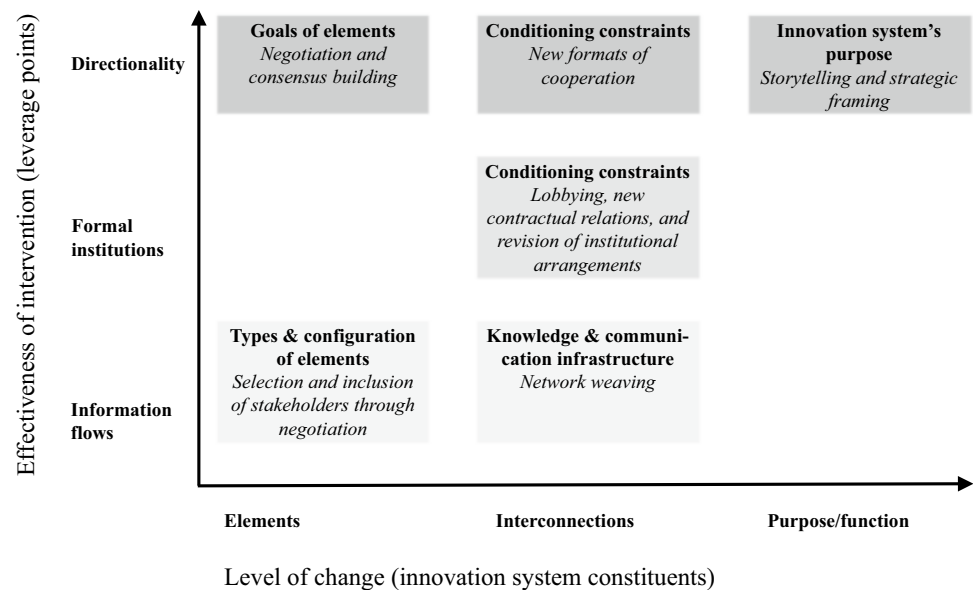 Effectiveness of intervention (leverage points)
Directionality
Goals of elements
Negotiation and
consensus building
Conditioning constraints
New formats of
cooperation
Innovation system's
purpose
Storytelling and strategic
framing
Formal
institutions
Conditioning constraints
Lobbying, new
contractual relations, and
revision of institutional
arrangements
Information
flows
Types & configuration
of elements
Selection and inclusion
of stakeholders through
negotiation
Knowledge & communi-
cation infrastructure
Network weaving
Elements
Interconnections
Purpose/function
Level of change (innovation system constituents)